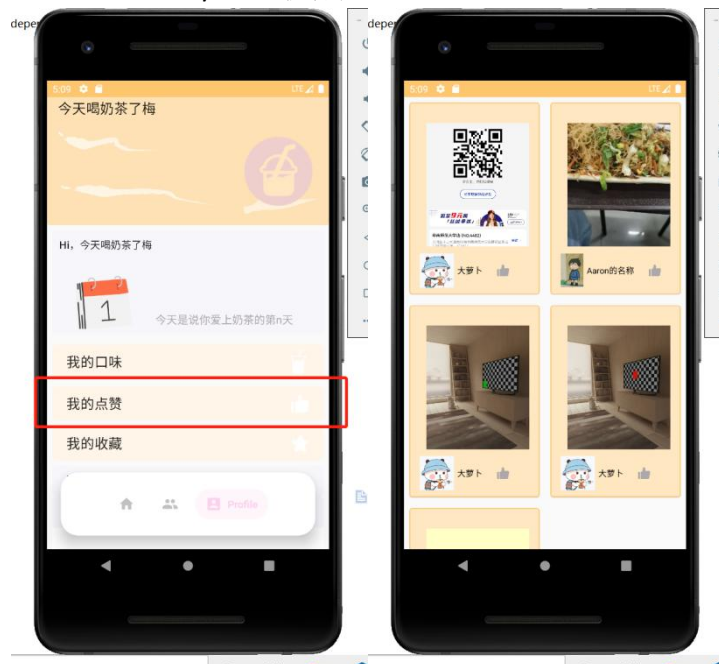 depe
5:09
LTE
今天喝奶茶了梅
Hi，今天喝奶茶了梅
1
今天是说你爱上奶茶的第n天
我的口味
我的点赞
我的收藏
Profile
depe
5:09
LTE
大萝卜
Aaron的名称
大萝卜
大萝卜